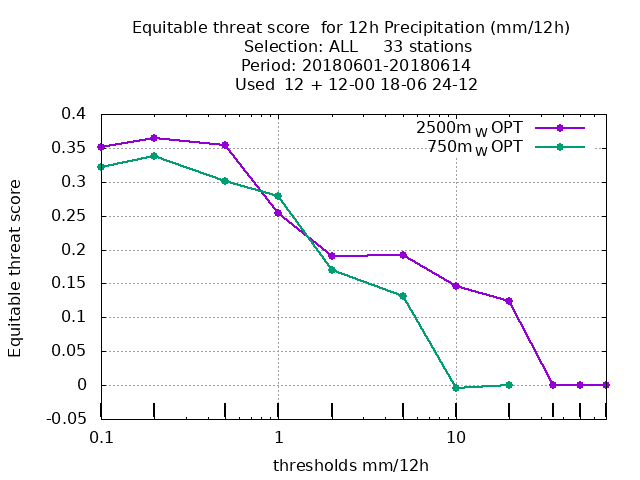 Equitable threat score  for 12h Precipitation (mm/12h)
Selection: ALL     33 stations
Period: 20180601-20180614
Used  12 + 12-00 18-06 24-12
2500m W OPT
750m W OPT
Equitable threat score
0.4
0.35
0.3
0.25
0.2
0.15
0.1
0.05
0
-0.05
0.1 1 10
thresholds mm/12h